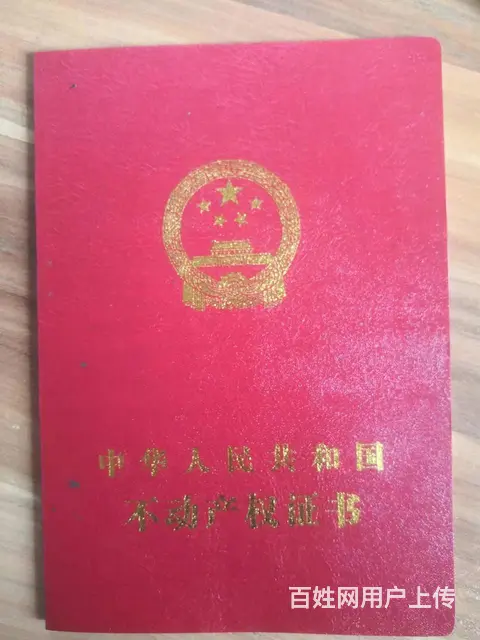 中华人民共和国
不动产权证书
百姓网用户上传